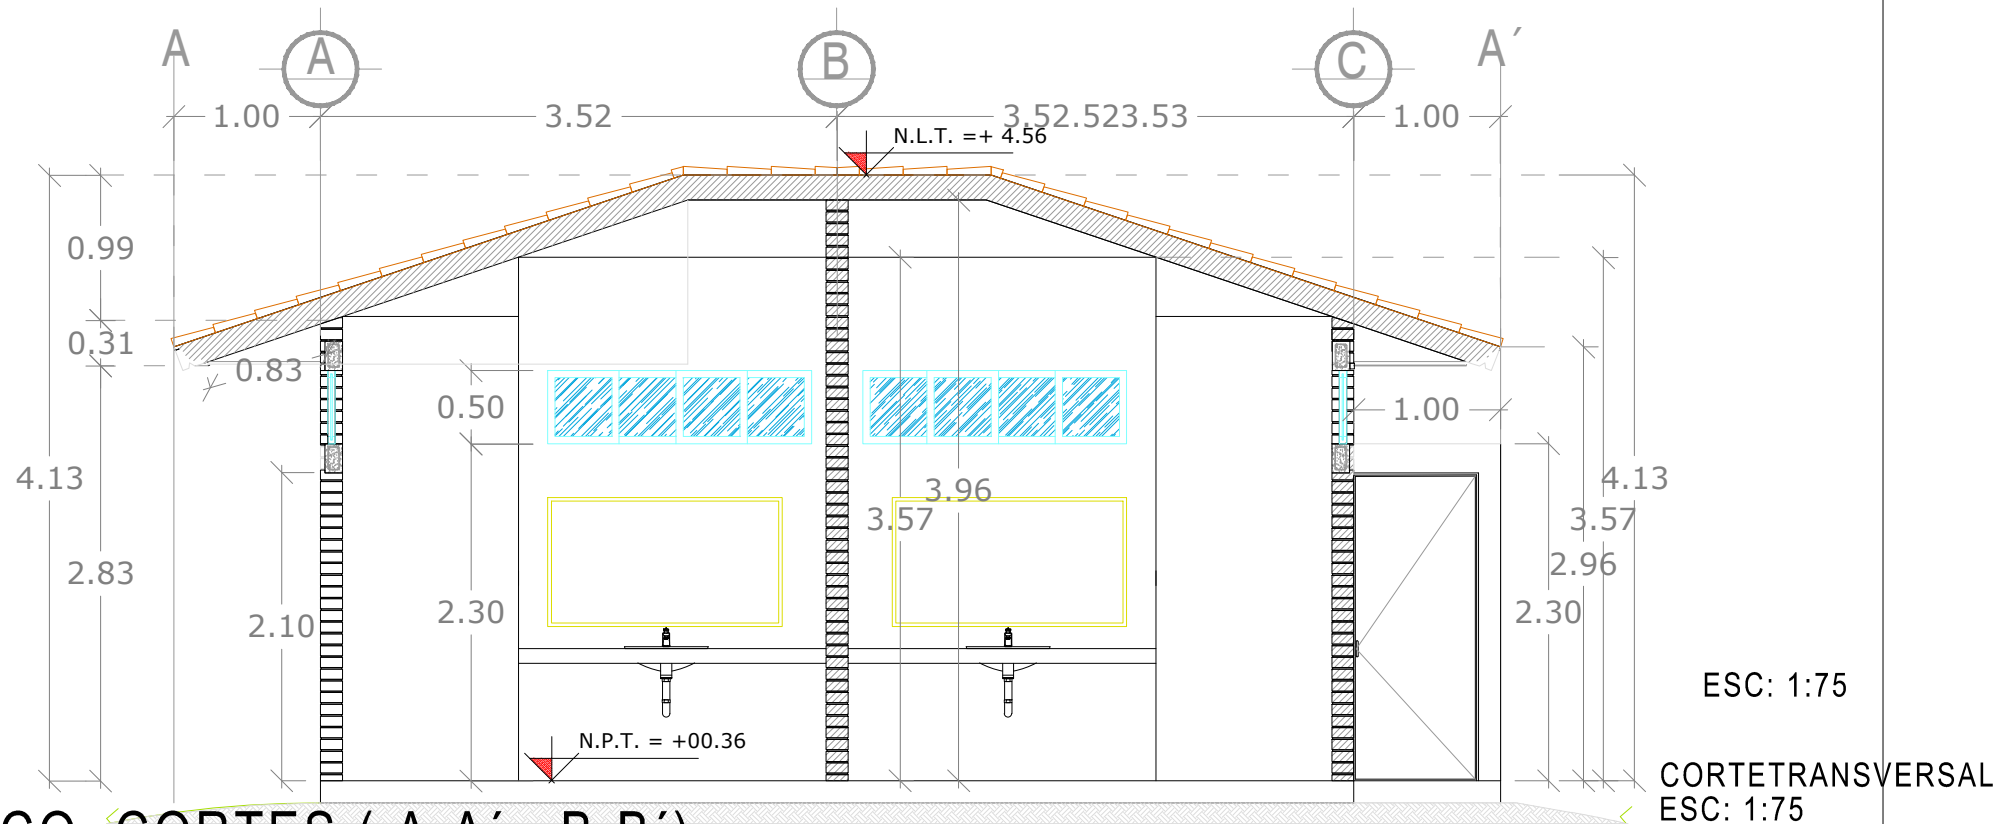 A A B C A´
1.00 3.52 3.52.523.53 1.00
N.L.T. =+ 4.56
0.99
0.31
0.83
0.50
1.00
4.13
3.96
4.13
3.57
3.57
2.83
2.96
2.10
2.30
2.30
ESC: 1:75
N.P.T. = +00.36
CORTETRANSVERSAL
ESC: 1:75
CORTES ( A-A´ - B-B´)